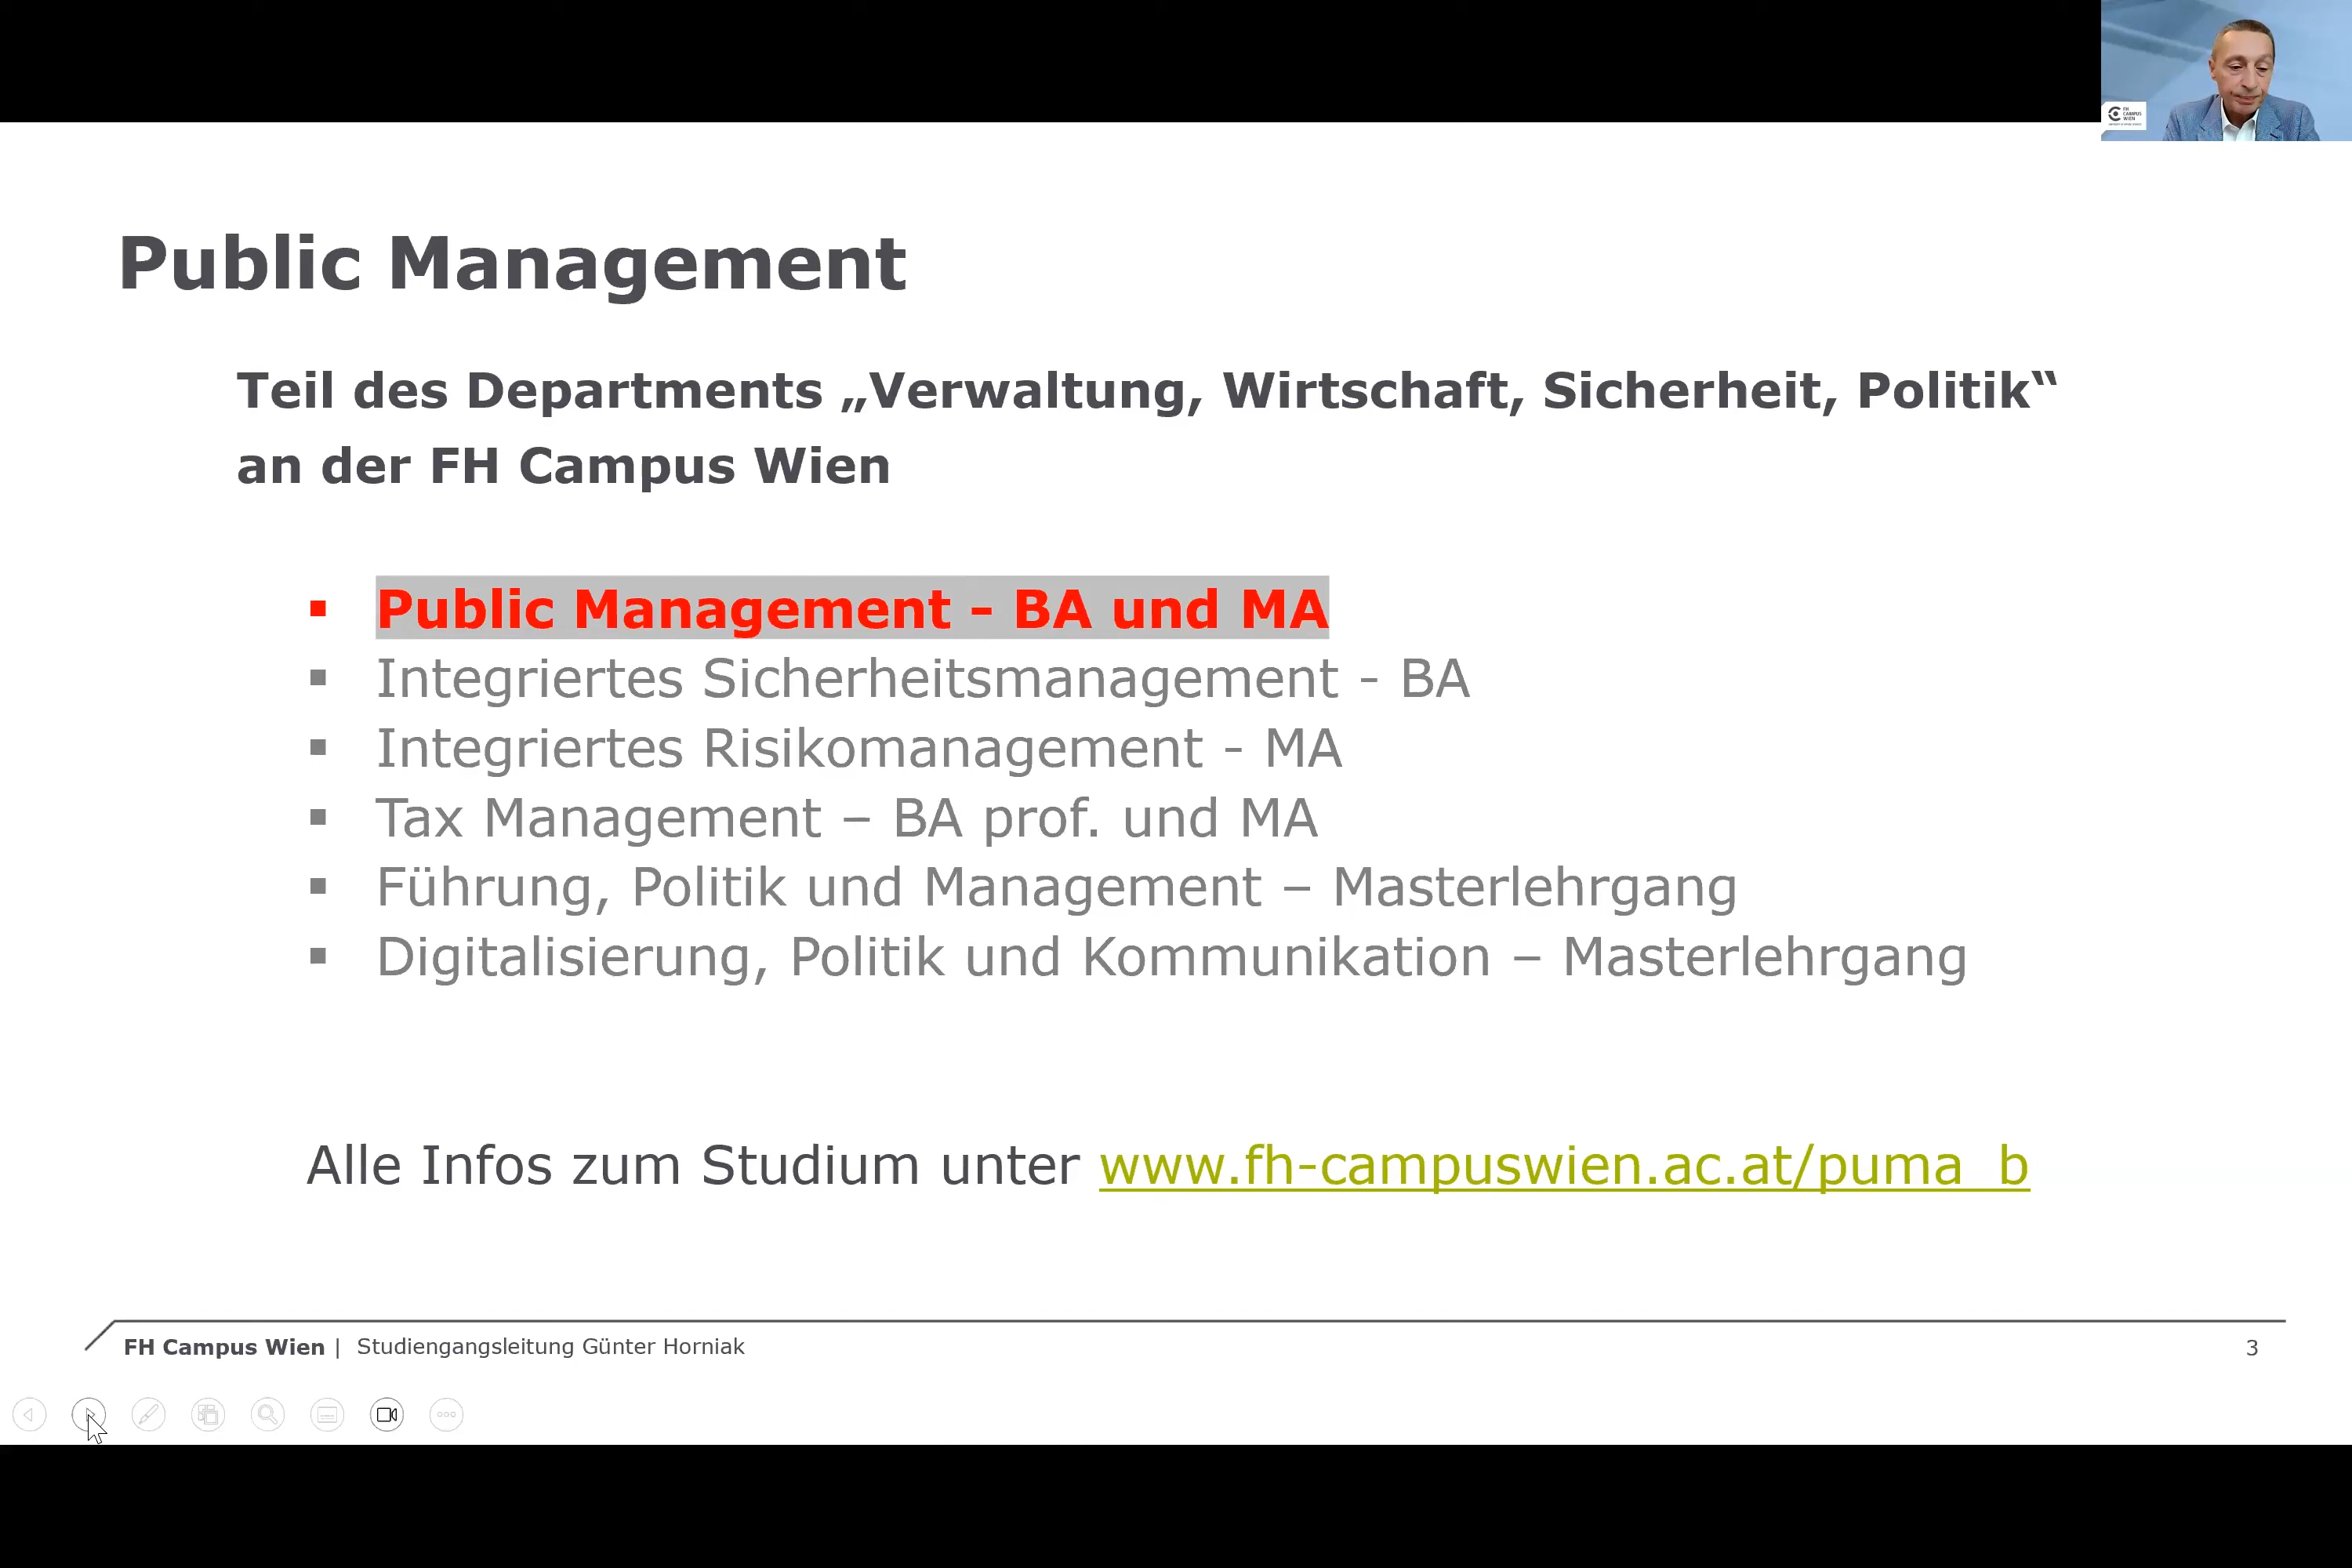 FH
CAMPUS
WIEN
Public Management
Teil des Departments „Verwaltung, Wirtschaft, Sicherheit, Politik“
an der FH Campus Wien
▪ Public Management - BA und MA
▪ Integriertes Sicherheitsmanagement - BA
▪ Integriertes Risikomanagement - MA
▪ Tax Management – BA prof. und MA
▪ Führung, Politik und Management – Masterlehrgang
▪ Digitalisierung, Politik und Kommunikation – Masterlehrgang
Alle Infos zum Studium unter www.fh-campuswien.ac.at/puma_b
FH Campus Wien | Studiengangsleitung Günter Horniak
3